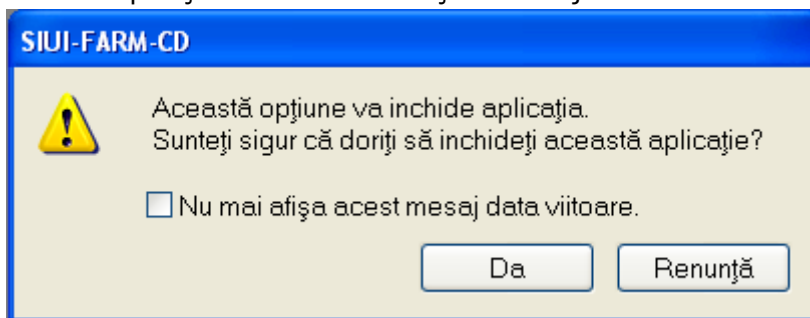 SIUI-FARM-CD
Această opţiune va inchide aplicaţia.
Sunteţi sigur că doriţi să inchideţi această aplicaţie?
Nu mai afişa acest mesaj data viitoare.
Da
Renunţă